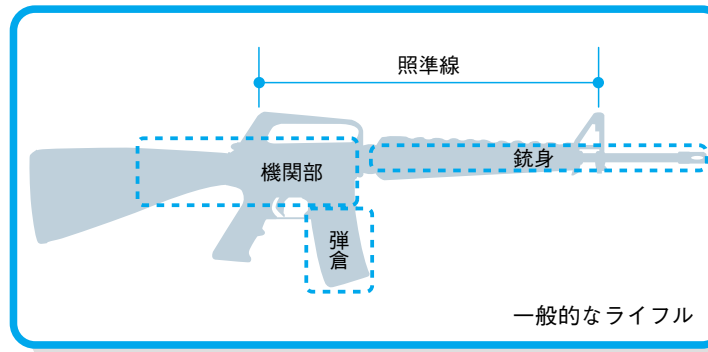 照準線
機関部
銃身
弾倉
一般的なライフル